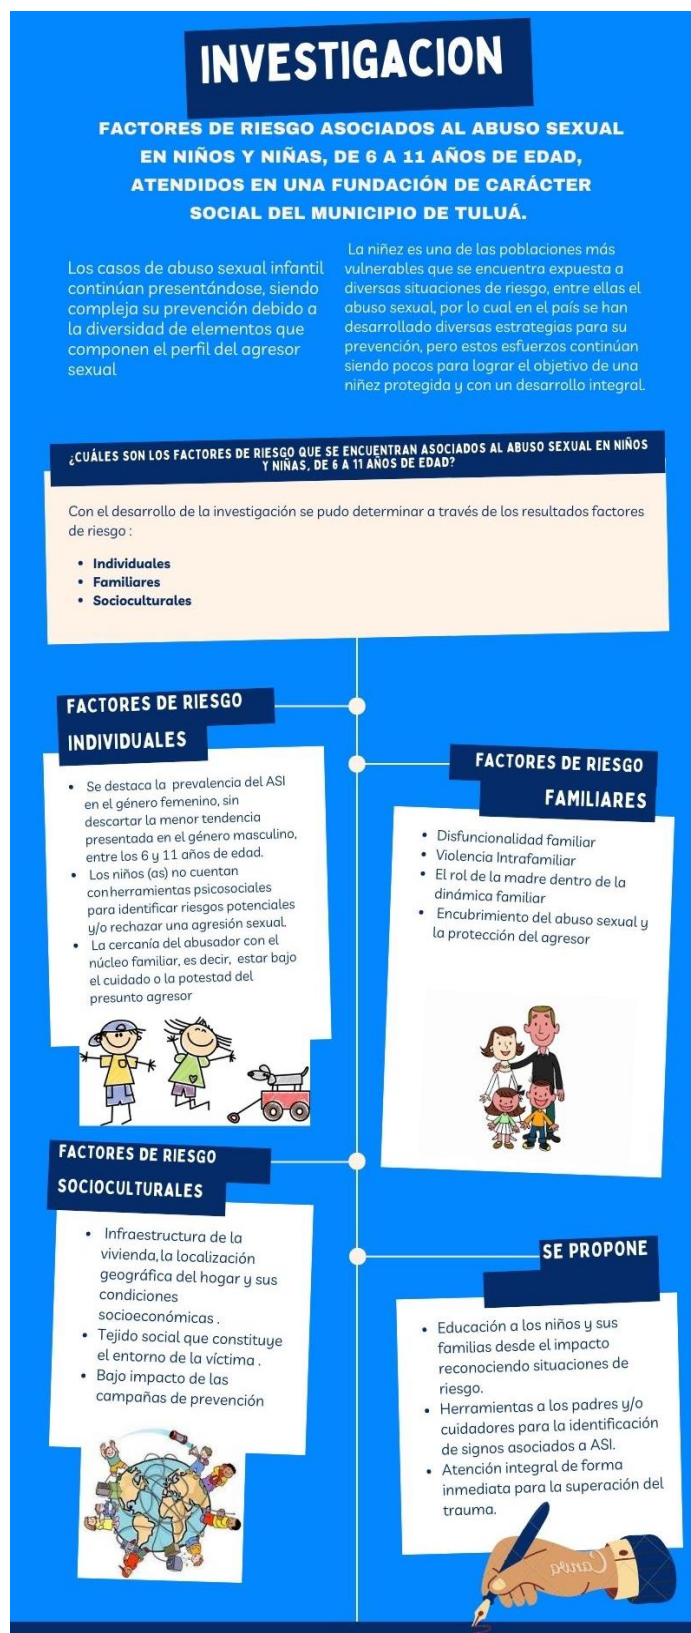 INVESTIGACION
FACTORES DE RIESGO ASOCIADOS AL ABUSO SEXUAL
EN NIÑOS Y NIÑAS, DE 6 A 11 AÑOS DE EDAD,
ATENDIDOS EN UNA FUNDACIÓN DE CARÁCTER
SOCIAL DEL MUNICIPIO DE TULUÁ.
Los casos de abuso sexual infantil
continúan presentándose, siendo
compleja su prevención debido a
la diversidad de elementos que
componen el perfil del agresor
sexual
La niñez es una de las poblaciones más
vulnerables que se encuentra expuesta a
diversas situaciones de riesgo, entre ellas el
abuso sexual, por lo cual en el país se han
desarrollado diversas estrategias para su
prevención, pero estos esfuerzos continúan
siendo pocos para lograr el objetivo de una
niñez protegida y con un desarrollo integral.
¿CUÁLES SON LOS FACTORES DE RIESGO QUE SE ENCUENTRAN ASOCIADOS AL ABUSO SEXUAL EN NIÑOS
Y NIÑAS, DE 6 A 11 AÑOS DE EDAD?
Con el desarrollo de la investigación se pudo determinar a través de los resultados factores
de riesgo :
• Individuales
• Familiares
• Socioculturales
FACTORES DE RIESGO
INDIVIDUALES
• Se destaca la prevalencia del ASI
en el género femenino, sin
descartar la menor tendencia
presentada en el género masculino,
entre los 6 y 11 años de edad.
• Los niños (as) no cuentan
con herramientas psicosociales
para identificar riesgos potenciales
y/o rechazar una agresión sexual.
• La cercanía del abusador con el
núcleo familiar, es decir, estar bajo
el cuidado o la potestad del
presunto agresor
FACTORES DE RIESGO
FAMILIARES
• Disfuncionalidad familiar
• Violencia Intrafamiliar
• El rol de la madre dentro de la
dinámica familiar
• Encubrimiento del abuso sexual y
la protección del agresor
FACTORES DE RIESGO
SOCIOCULTURALES
• Infraestructura de la
vivienda, la localización
geográfica del hogar y sus
condiciones
socioeconómicas .
• Tejido social que constituye
el entorno de la víctima .
• Bajo impacto de las
campañas de prevención
SE PROPONE
• Educación a los niños y sus
familias desde el impacto
reconociendo situaciones de
riesgo.
• Herramientas a los padres y/o
cuidadores para la identificación
de signos asociados a ASI.
• Atención integral de forma
inmediata para la superación del
trauma.
Canva